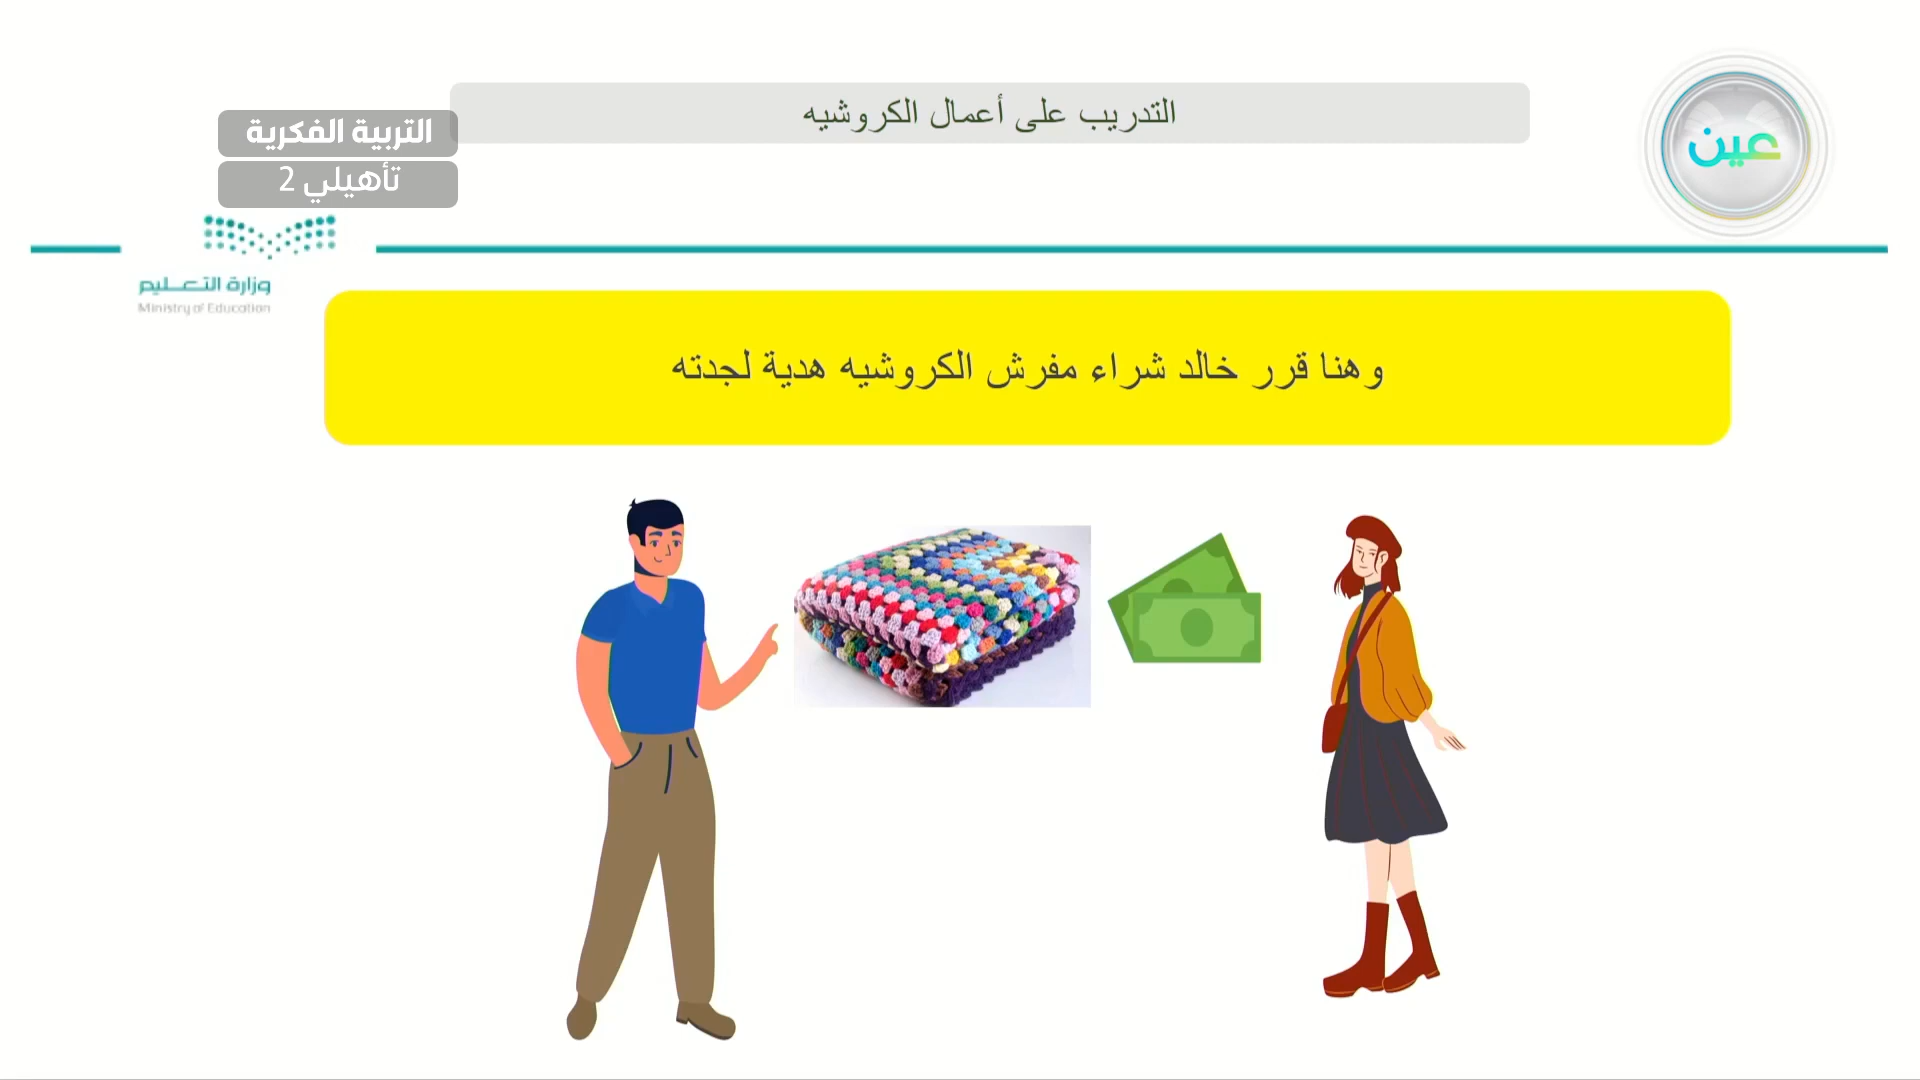 التدريب على أعمال الكروشيه
عين
التربية الفكرية
تأهيلي 2
وزارة التعليم
Ministry of Education
وهنا قرر خالد شراء مفرش الكروشيه هدية لجدته